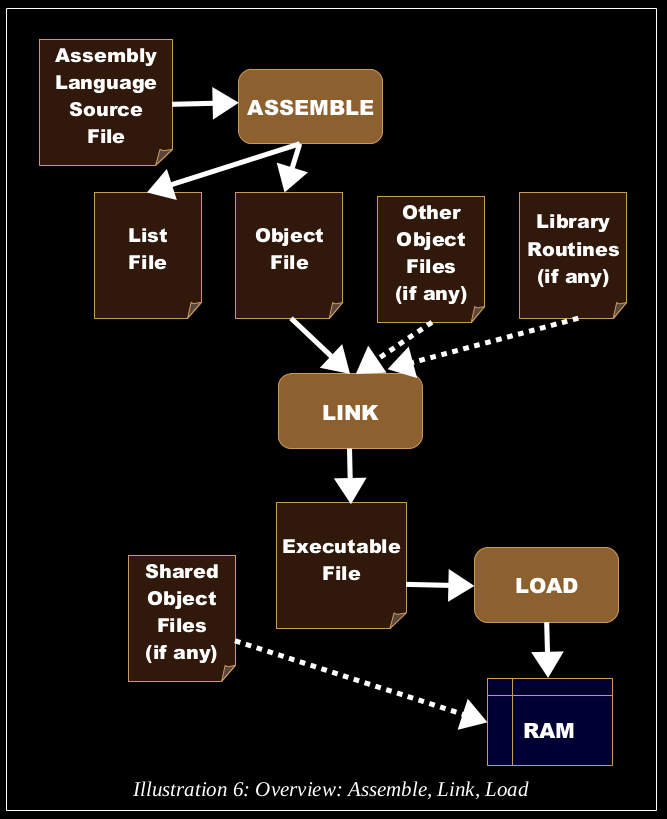 Assembly
Language
Source
File
ASSEMBLE
List
File
Object
File
Other
Object
Files
(if any)
Library
Routines
(if any)
LINK
Executable
File
LOAD
Shared
Object
Files
(if any)
RAM
Illustration 6: Overview: Assemble, Link, Load